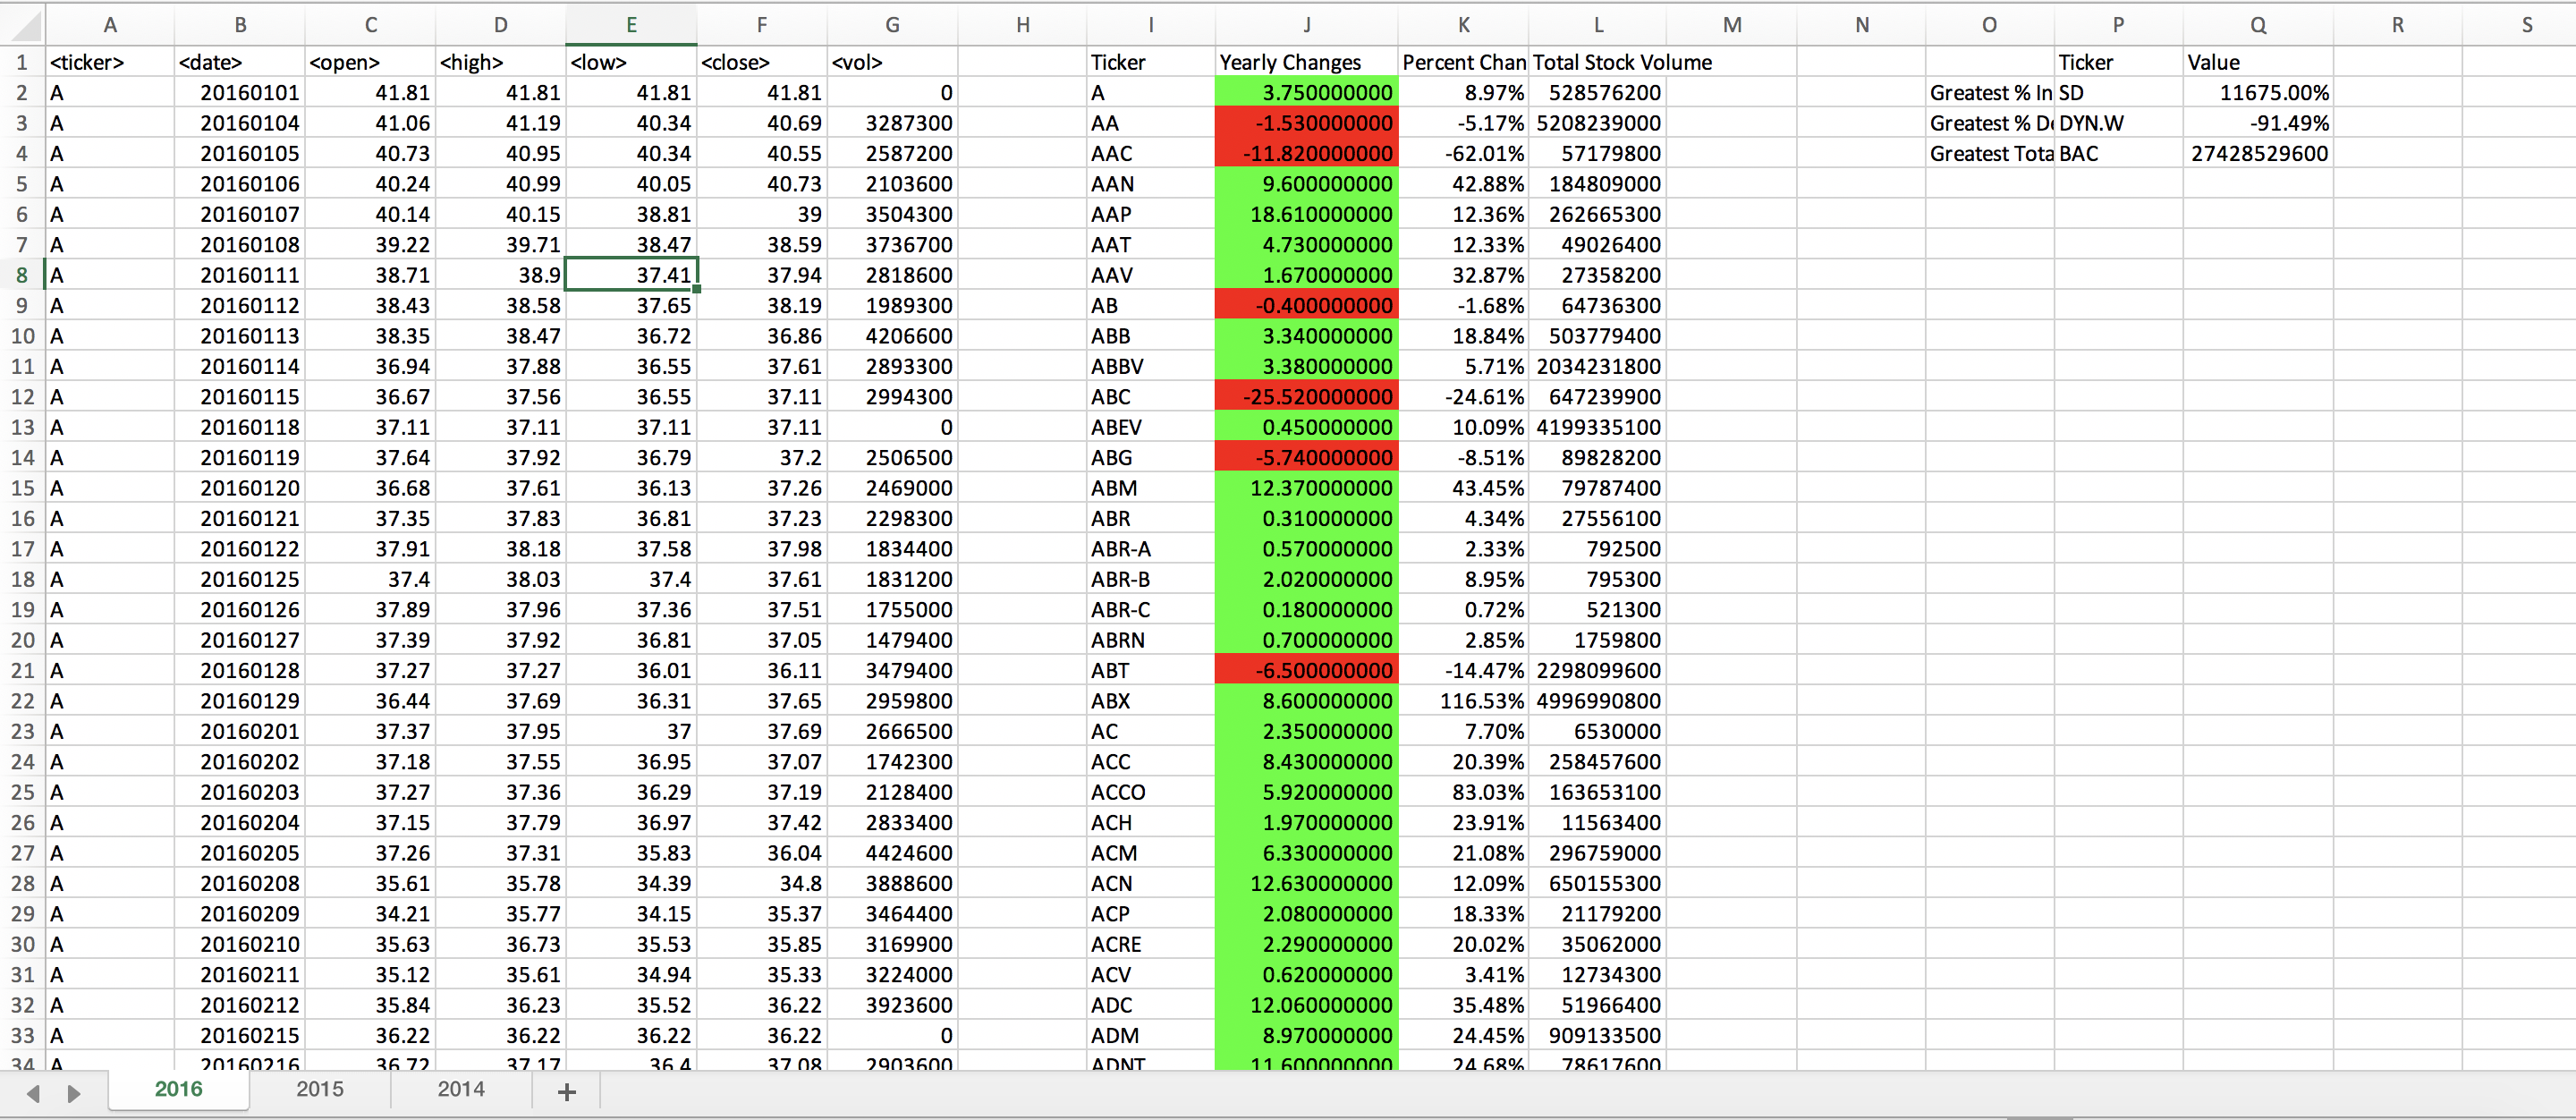 A B C D E F G H I J K L M N O P Q R S
1 <ticker> <date> <open> <high> <low> <close> <vol> Ticker Yearly Changes Percent Chan Total Stock Volume Ticker Value
2 A 20160101 41.81 41.81 41.81 41.81 0 A 3.750000000 8.97% 528576200 Greatest % In SD 11675.00%
3 A 20160104 41.06 41.19 40.34 40.69 3287300 AA -1.530000000 -5.17% 5208239000 Greatest % De DYN.W -91.49%
4 A 20160105 40.73 40.95 40.34 40.55 2587200 AAC -11.820000000 -62.01% 57179800 Greatest Tota BAC 27428529600
5 A 20160106 40.24 40.99 40.05 40.73 2103600 AAN 9.600000000 42.88% 184809000
6 A 20160107 40.14 40.15 38.81 39 3504300 AAP 18.610000000 12.36% 262665300
7 A 20160108 39.22 39.71 38.47 38.59 3736700 AAT 4.730000000 12.33% 49026400
8 A 20160111 38.71 38.9 37.41 37.94 2818600 AAV 1.670000000 32.87% 27358200
9 A 20160112 38.43 38.58 37.65 38.19 1989300 AB -0.400000000 -1.68% 64736300
10 A 20160113 38.35 38.47 36.72 36.86 4206600 ABB 3.340000000 18.84% 503779400
11 A 20160114 36.94 37.88 36.55 37.61 2893300 ABBV 3.380000000 5.71% 2034231800
12 A 20160115 36.67 37.56 36.55 37.11 2994300 ABC -25.520000000 -24.61% 647239900
13 A 20160118 37.11 37.11 37.11 37.11 0 ABEV 0.450000000 10.09% 4199335100
14 A 20160119 37.64 37.92 36.79 37.2 2506500 ABG -5.740000000 -8.51% 89828200
15 A 20160120 36.68 37.61 36.13 37.26 2469000 ABM 12.370000000 43.45% 79787400
16 A 20160121 37.35 37.83 36.81 37.23 2298300 ABR 0.310000000 4.34% 27556100
17 A 20160122 37.91 38.18 37.58 37.98 1834400 ABR-A 0.570000000 2.33% 792500
18 A 20160125 37.4 38.03 37.4 37.61 1831200 ABR-B 2.020000000 8.95% 795300
19 A 20160126 37.89 37.96 37.36 37.51 1755000 ABR-C 0.180000000 0.72% 521300
20 A 20160127 37.39 37.92 36.81 37.05 1479400 ABRN 0.700000000 2.85% 1759800
21 A 20160128 37.27 37.27 36.01 36.11 3479400 ABT -6.500000000 -14.47% 2298099600
22 A 20160129 36.44 37.69 36.31 37.65 2959800 ABX 8.600000000 116.53% 4996990800
23 A 20160201 37.37 37.95 37 37.69 2666500 AC 2.350000000 7.70% 6530000
24 A 20160202 37.18 37.55 36.95 37.07 1742300 ACC 8.430000000 20.39% 258457600
25 A 20160203 37.27 37.36 36.29 37.19 2128400 ACCO 5.920000000 83.03% 163653100
26 A 20160204 37.15 37.79 36.97 37.42 2833400 ACH 1.970000000 23.91% 11563400
27 A 20160205 37.26 37.31 35.83 36.04 4424600 ACM 6.330000000 21.08% 296759000
28 A 20160208 35.61 35.78 34.39 34.8 3888600 ACN 12.630000000 12.09% 650155300
29 A 20160209 34.21 35.77 34.15 35.37 3464400 ACP 2.080000000 18.33% 21179200
30 A 20160210 35.63 36.73 35.53 35.85 3169900 ACRE 2.290000000 20.02% 35062000
31 A 20160211 35.12 35.61 34.94 35.33 3224000 ACV 0.620000000 3.41% 12734300
32 A 20160212 35.84 36.23 35.52 36.22 3923600 ADC 12.060000000 35.48% 51966400
33 A 20160215 36.22 36.22 36.22 36.22 0 ADM 8.970000000 24.45% 909133500
34 A 20160216 36.72 37.17 36.4 37.08 2903600 ADNT 11.600000000 24.68% 78617600
2016 2015 2014 +